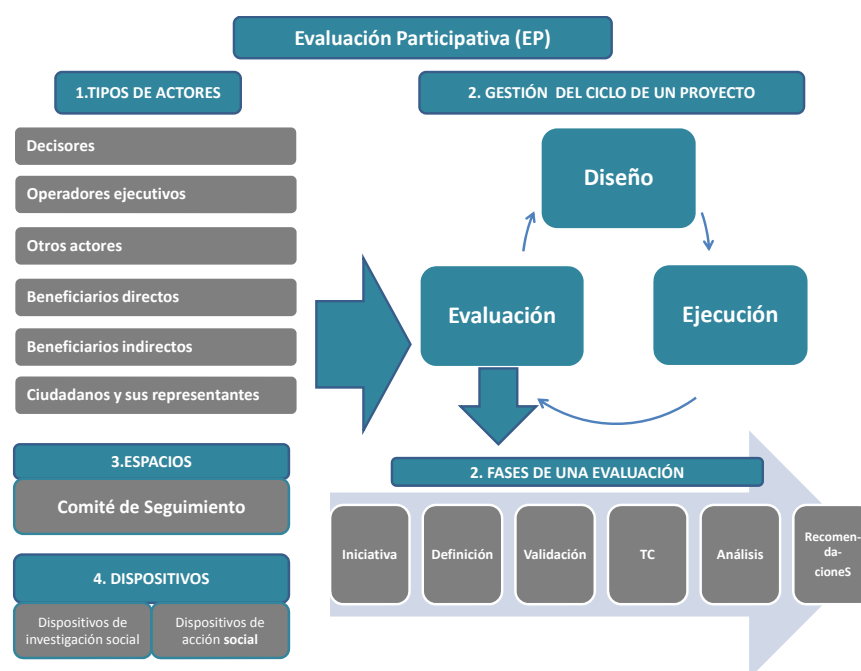 Evaluación Participativa (EP)
1.TIPOS DE ACTORES
Decisores
Operadores ejecutivos
Otros actores
Beneficiarios directos
Beneficiarios indirectos
Ciudadanos y sus representantes
3.ESPACIOS
Comité de Seguimiento
4. DISPOSITIVOS
Dispositivos de
investigación social
Dispositivos de
acción social
2. GESTIÓN DEL CICLO DE UN PROYECTO
Diseño
Evaluación
Ejecución
2. FASES DE UNA EVALUACIÓN
Iniciativa
Definición
Validación
TC
Análisis
Recomen-
da-
cioneS